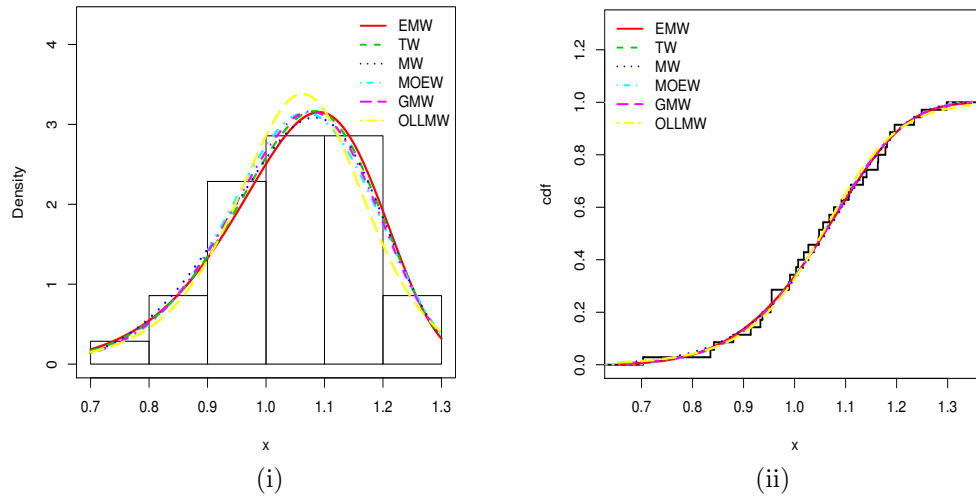 EMW
TW
MW
MOEW
GMW
OLLMW
Density
0
1
2
3
4
0.7 0.8 0.9 1.0 1.1 1.2 1.3
x
(i)
EMW
TW
MW
MOEW
GMW
OLLMW
cdf
0.0
0.2
0.4
0.6
0.8
1.0
1.2
0.7 0.8 0.9 1.0 1.1 1.2 1.3
x
(ii)